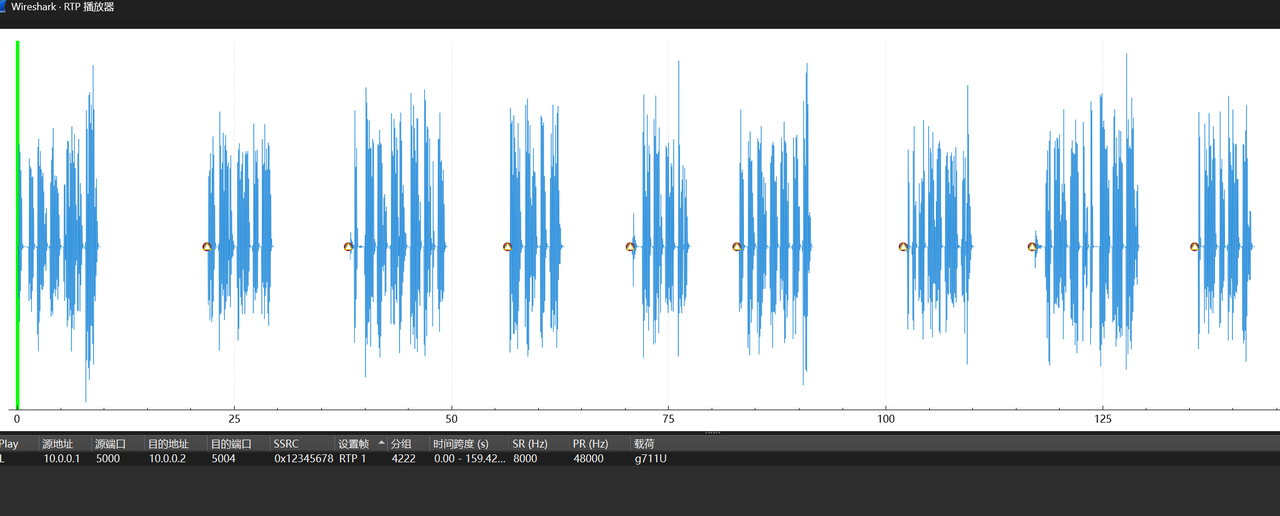 Wireshark · RTP 播放器
0 25 50 75 100 125
Play 源地址 源端口 目的地址 目的端口 SSRC 设置帧 分组 时间跨度 (s) SR (Hz) PR (Hz) 载荷
L 10.0.0.1 5000 10.0.0.2 5004 0x12345678 RTP 1 4222 0.00 - 159.42... 8000 48000 g711U